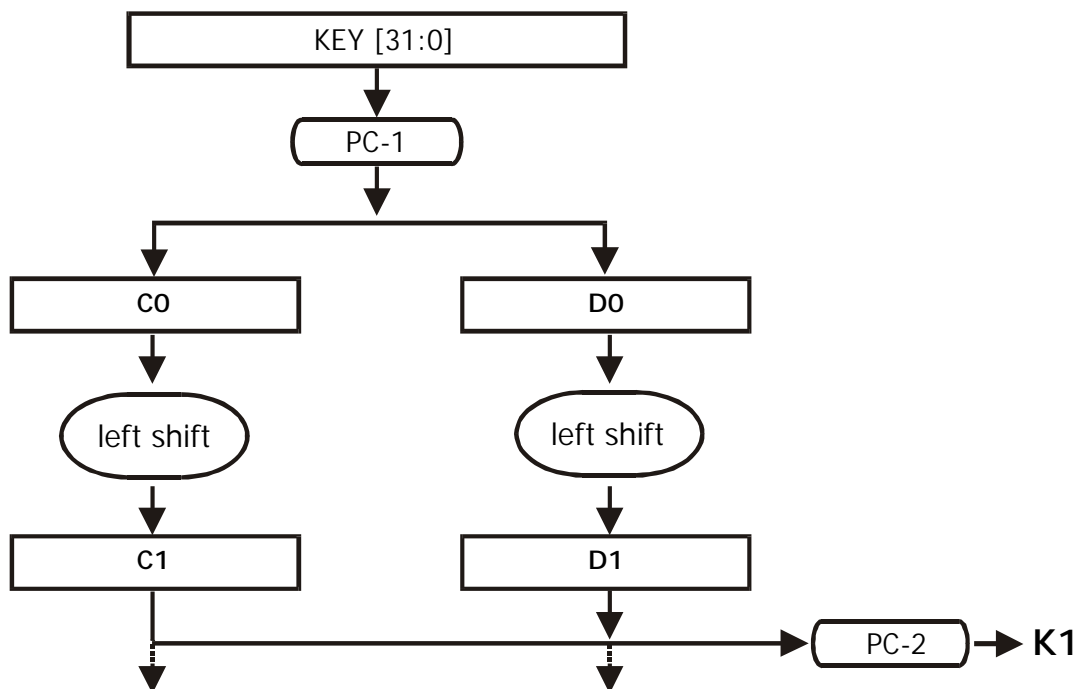 KEY [31:0]
PC-1
C0
D0
left shift
left shift
C1
D1
PC-2
K1